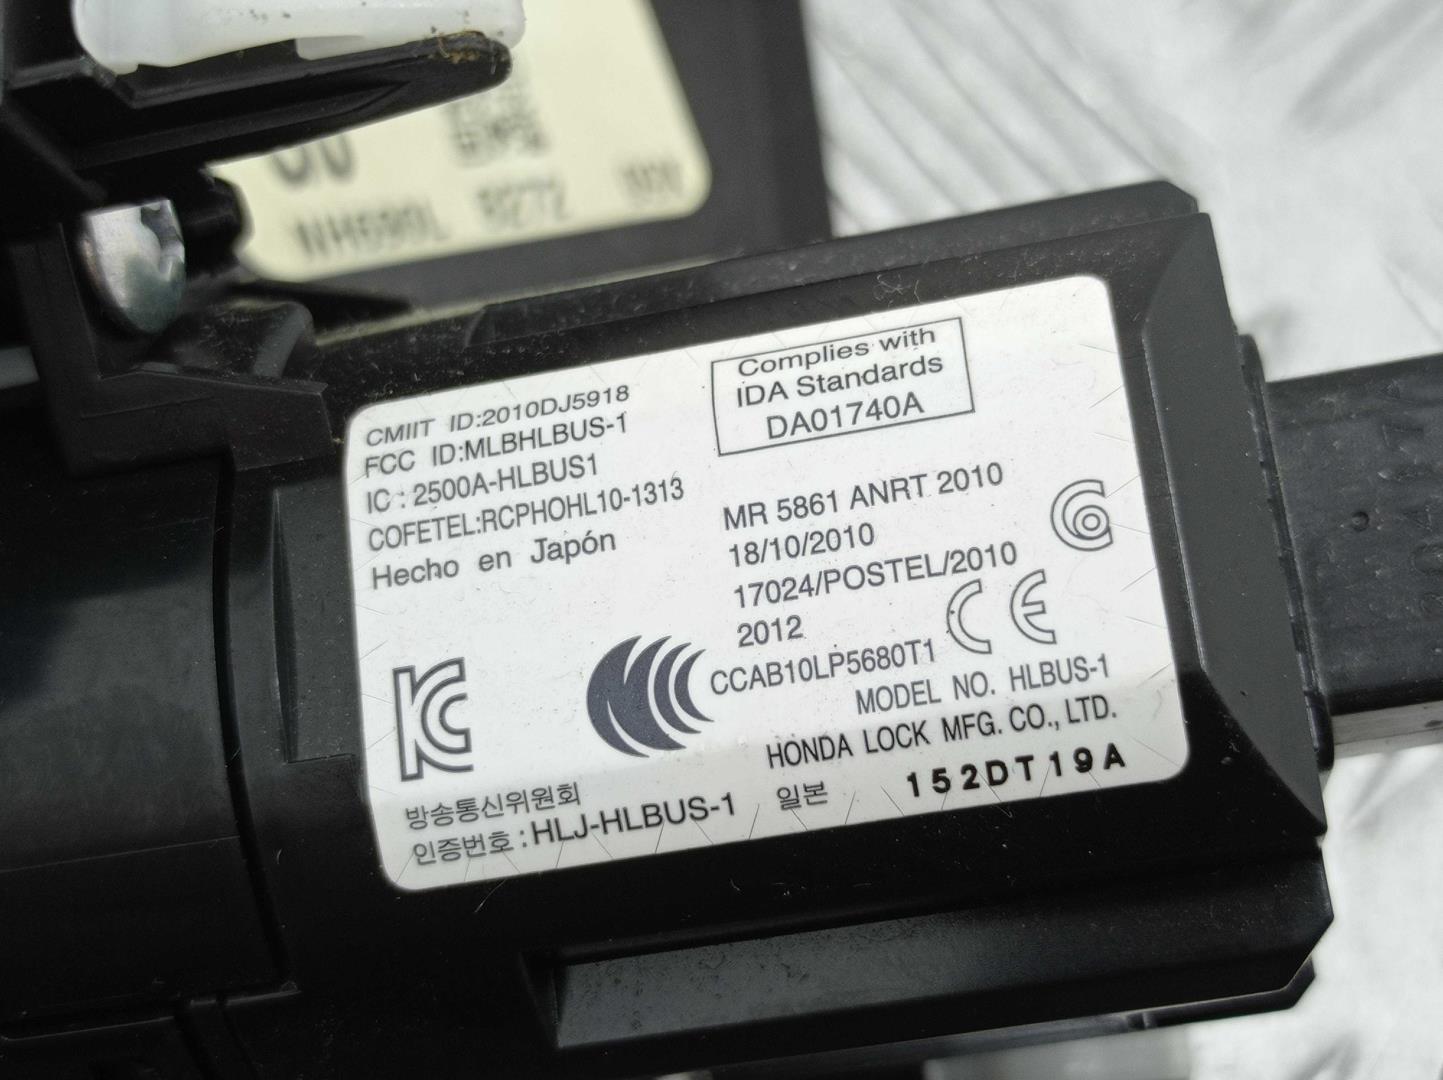 NH690L 8272
CMIIT ID:2010DJ5918
FCC ID:MLBHLBUS-1
IC : 2500A-HLBUS1
COFETEL:RCPHOHL10-1313
Hecho en Japón
Complies with
IDA Standards
DA01740A
MR 5861 ANRT 2010
18/10/2010
17024/POSTEL/2010
2012
CCAB10LP5680T1
CE
MODEL NO. HLBUS-1
HONDA LOCK MFG. CO., LTD.
방송통신위원회
일본 152DT19A
인증번호 : HLJ-HLBUS-1